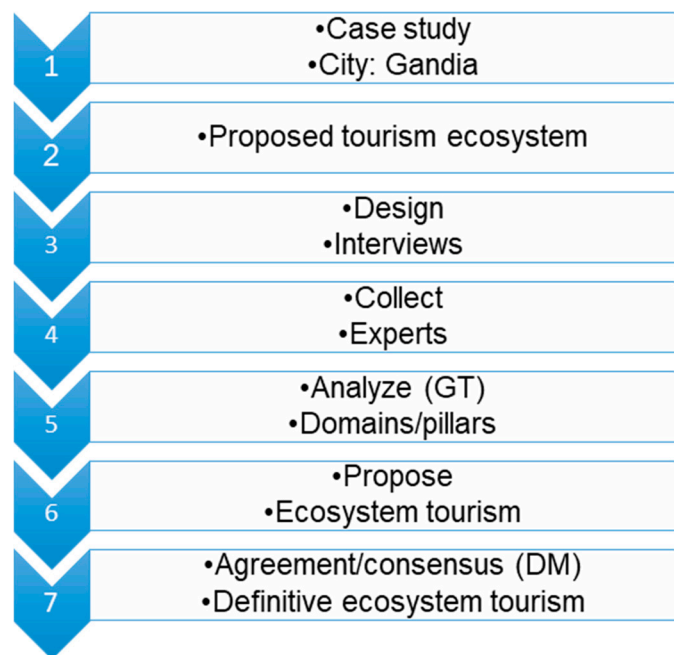 1
•Case study
•City: Gandia
2
•Proposed tourism ecosystem
3
•Design
•Interviews
4
•Collect
•Experts
5
•Analyze (GT)
•Domains/pillars
6
•Propose
•Ecosystem tourism
7
•Agreement/consensus (DM)
•Definitive ecosystem tourism